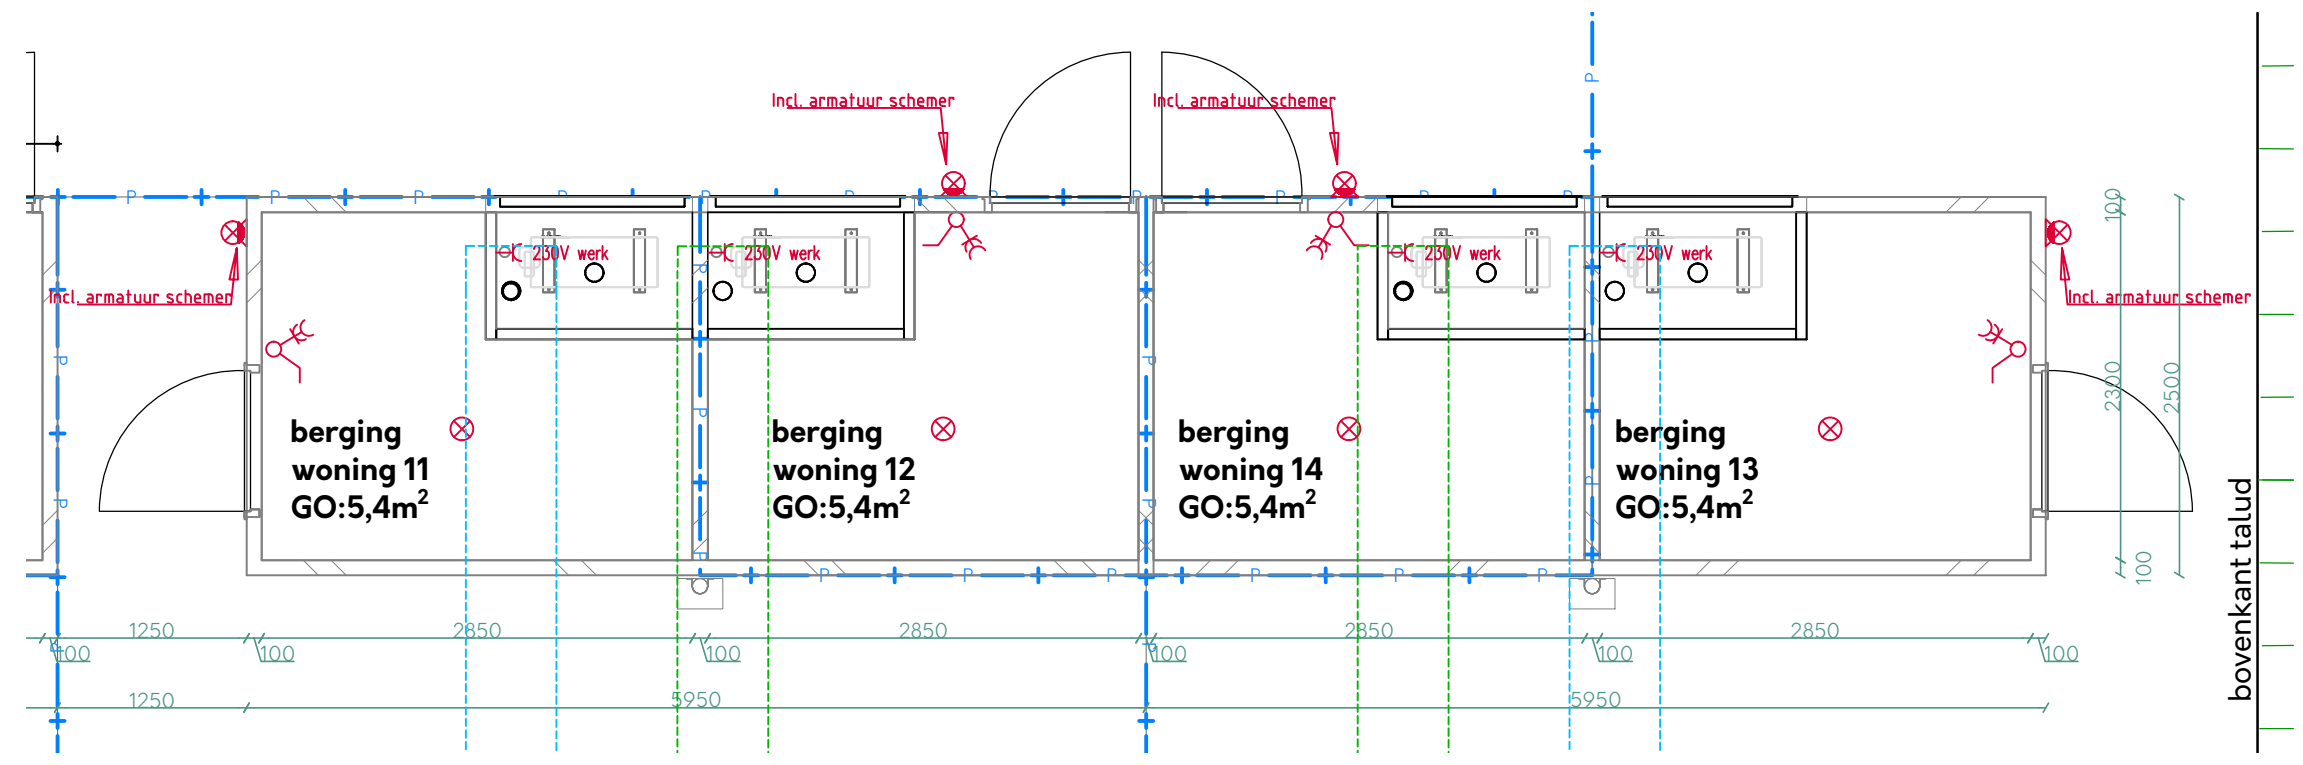 P
Incl. armatuur schemer
Incl. armatuur schemer
P P P P P P P P P P P
100
230V werk
230V werk
230V werk
230V werk
Incl. armatuur schemer
Incl. armatuur schemer
P P P P P
2300
2500
berging
woning 11
GO:5,4m²
berging
woning 12
GO:5,4m²
berging
woning 14
GO:5,4m²
berging
woning 13
GO:5,4m²
P P P P P
bovenkant talud
P P P P P P
100
1250
2850
2850
2850
2850
100
100
100
100
100
100
P P
1250
5950
5950